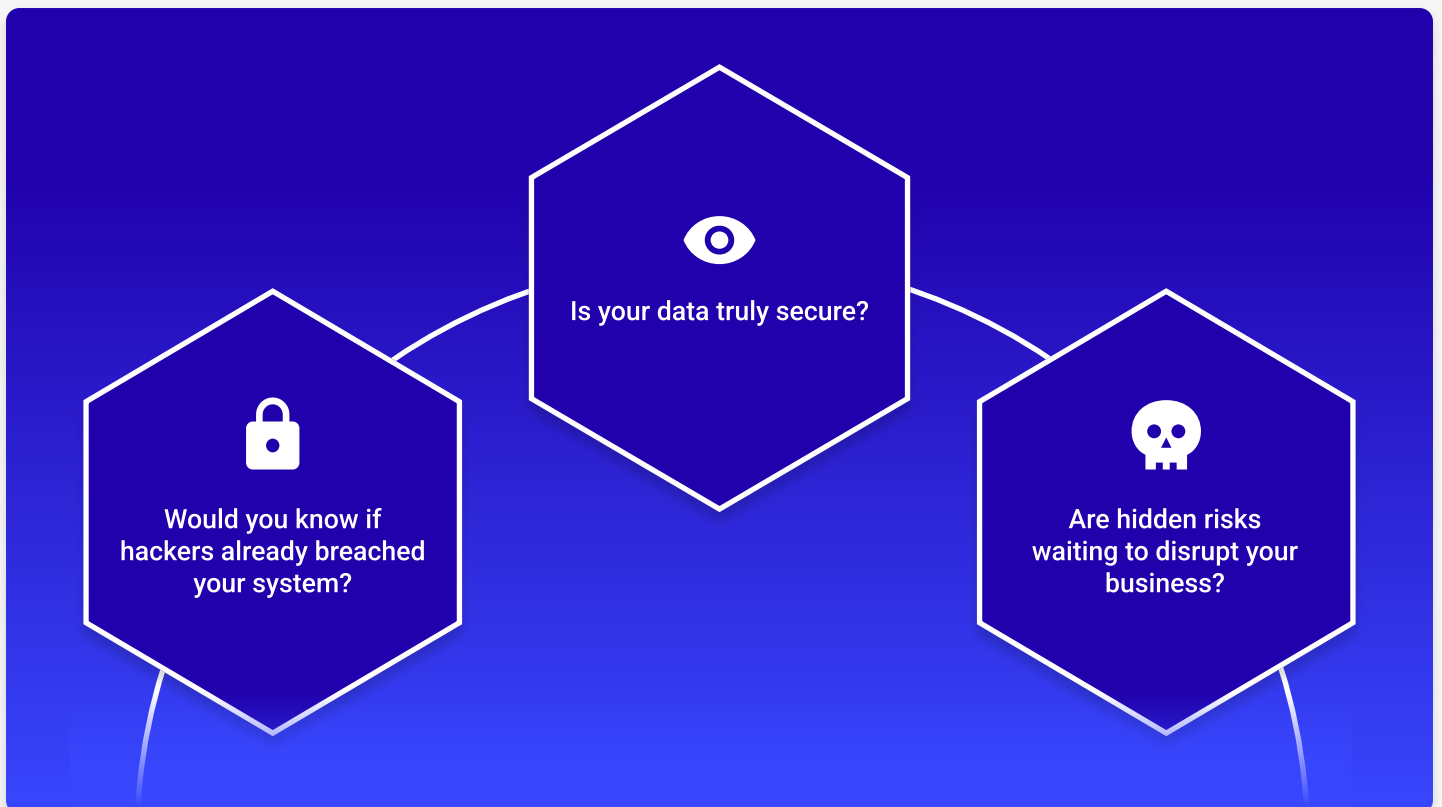 Is your data truly secure?
Would you know if
hackers already breached
your system?
Are hidden risks
waiting to disrupt your
business?